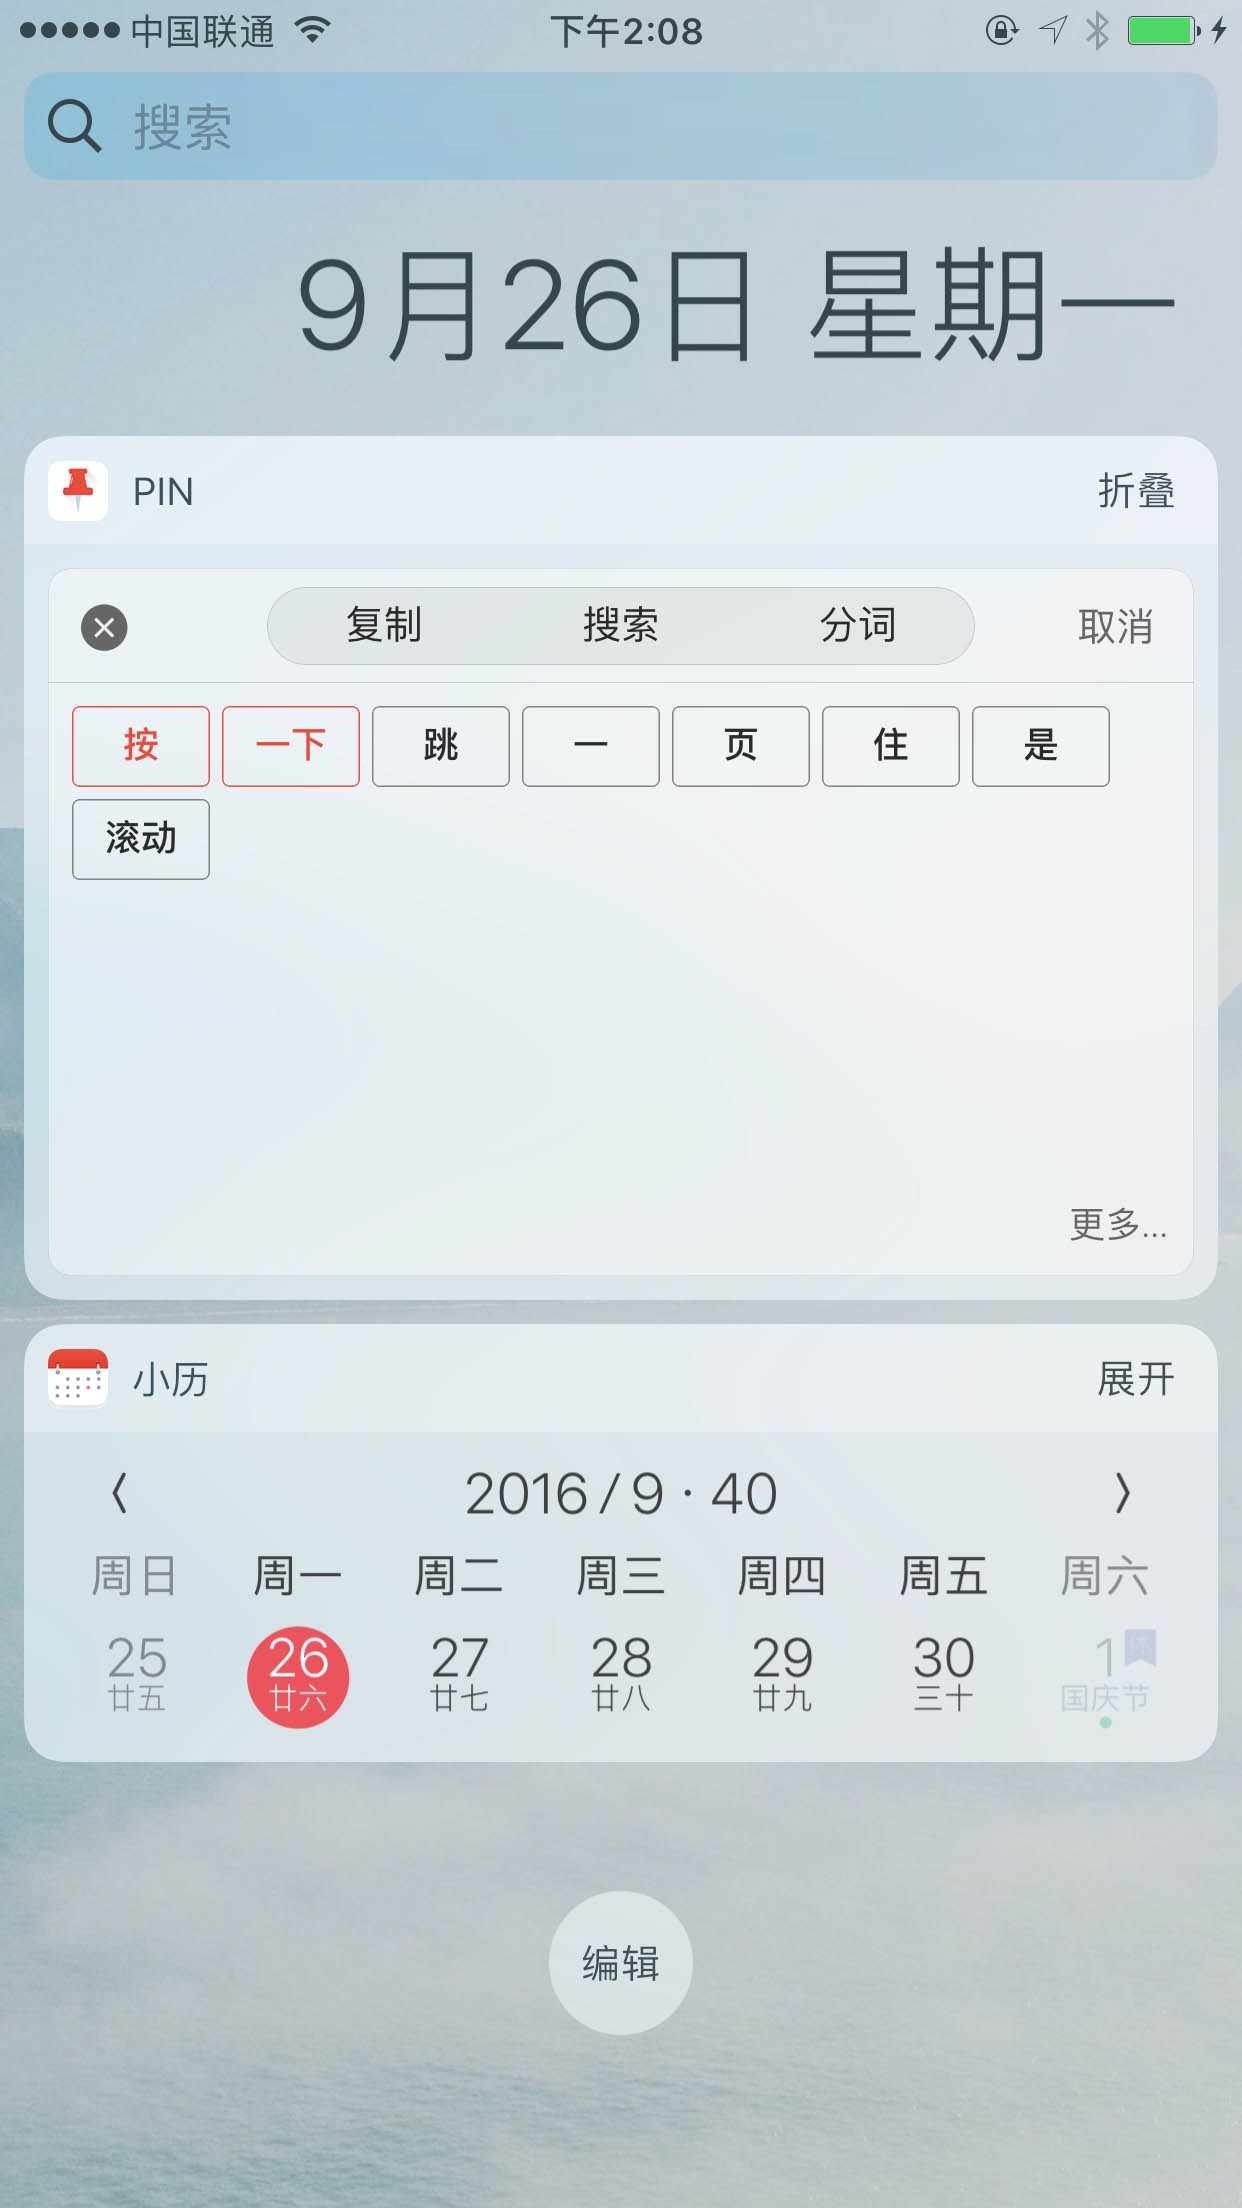 中国联通 下午2:08
搜索
9月26日 星期一
PIN 折叠
复制 搜索 分词 取消
按 一下 跳 一 页 住 是
滚动
更多...
小历 展开
2016/9 · 40
周日 周一 周二 周三 周四 周五 周六
25 26 27 28 29 30 1
廿五 廿六 廿七 廿八 廿九 三十 国庆节
编辑